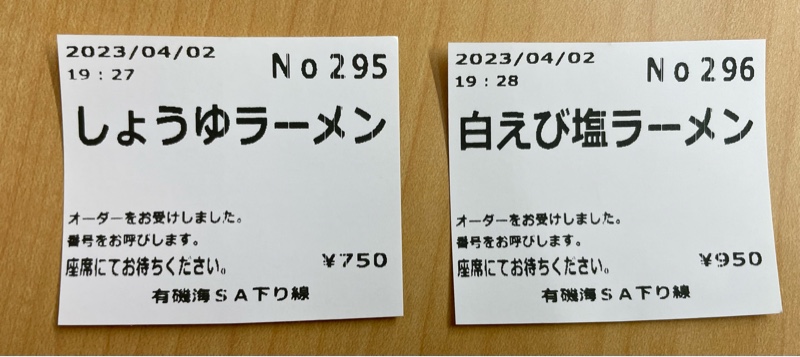 2023/04/02
19:27
No295
しょうゆラーメン
オーダーをお受けしました。
番号をお呼びします。
座席にてお待ちください。
¥750
有磯海SA下り線
2023/04/02
19:28
No296
白えび塩ラーメン
オーダーをお受けしました。
番号をお呼びします。
座席にてお待ちください。
¥950
有磯海SA下り線